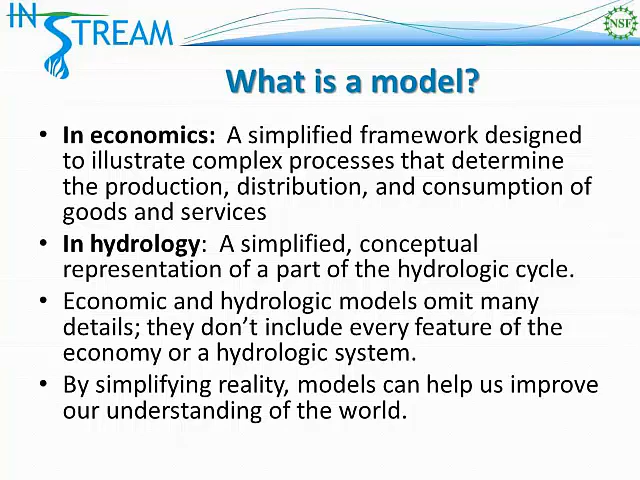 IN STREAM
NSF
What is a model?
• In economics: A simplified framework designed
to illustrate complex processes that determine
the production, distribution, and consumption of
goods and services
• In hydrology: A simplified, conceptual
representation of a part of the hydrologic cycle.
• Economic and hydrologic models omit many
details; they don't include every feature of the
economy or a hydrologic system.
• By simplifying reality, models can help us improve
our understanding of the world.